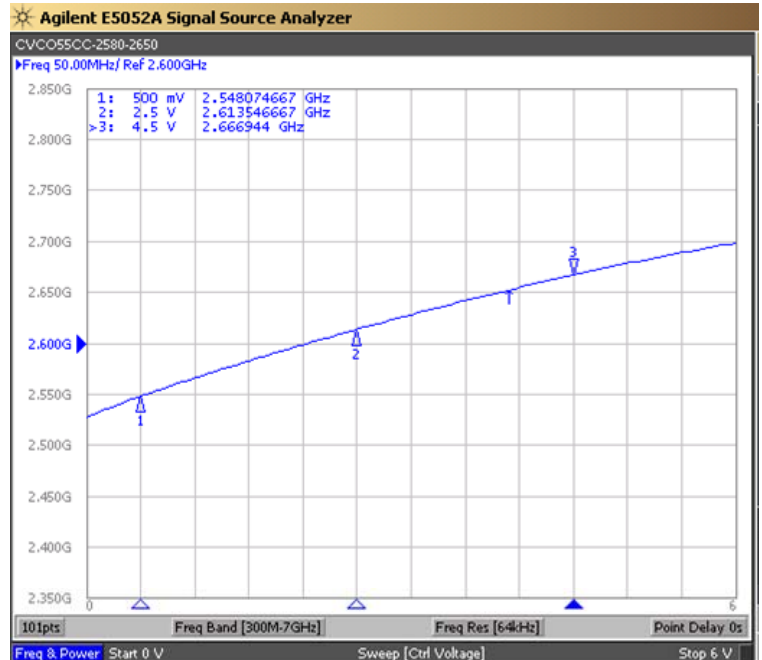 Agilent E5052A Signal Source Analyzer
CVCO55CC-2580-2650
▶Freq 50.00MHz/ Ref 2.600GHz
2.850G
1: 500 mV 2.548074667 GHz
2: 2.5 V 2.613546667 GHz
>3: 4.5 V 2.666944 GHz
2.800G
2.750G
2.700G
3
2.650G
2.600G
2
2.550G
1
2.500G
2.450G
2.400G
2.350G
0 6
101pts Freq Band [300M-7GHz] Freq Res [64kHz] Point Delay 0s
Freq & Power Start 0 V Sweep [Ctrl Voltage] Stop 6 V